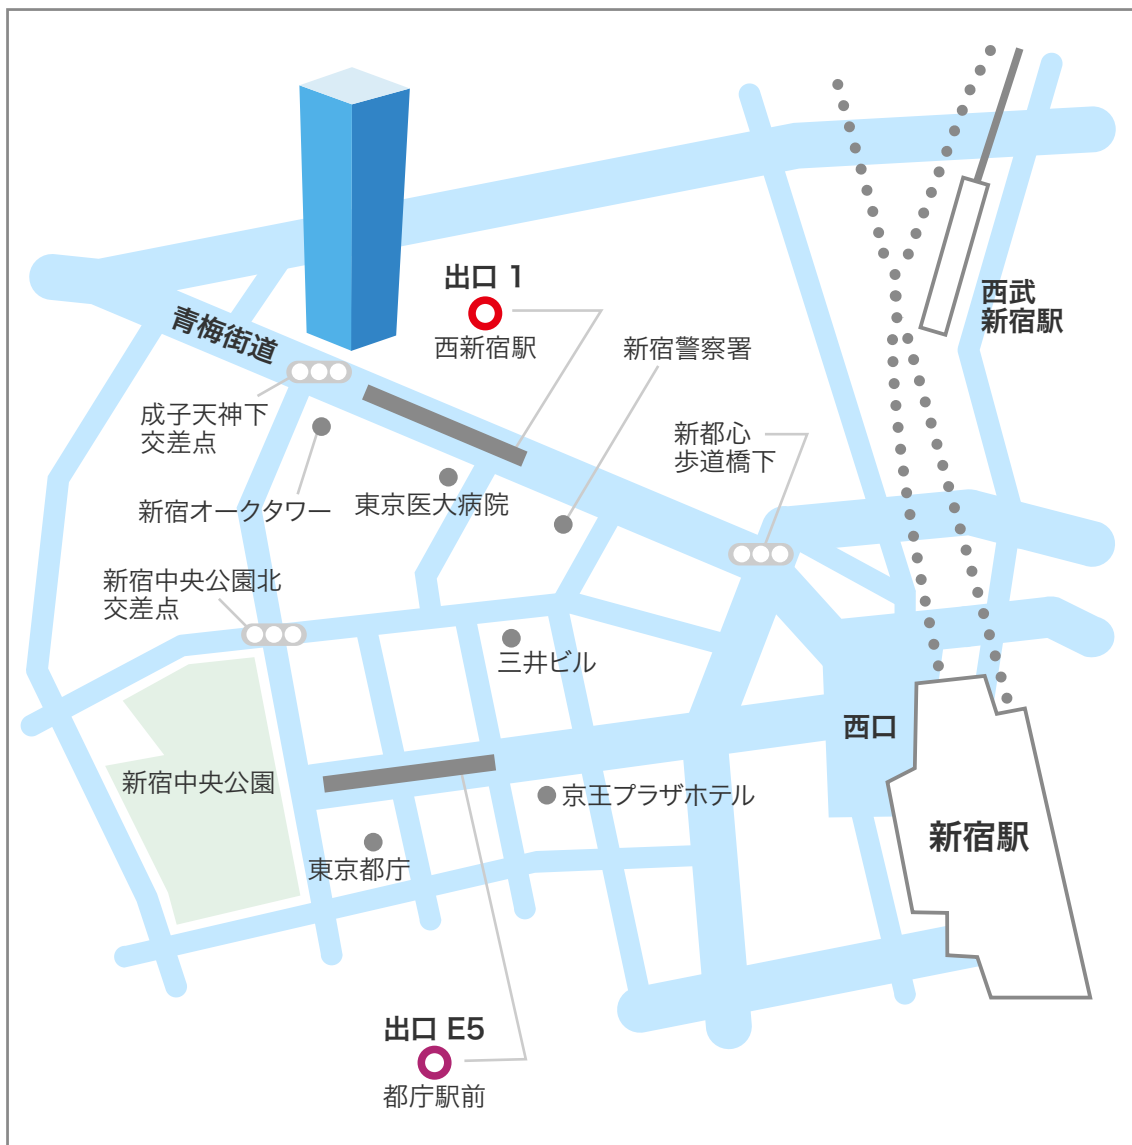 出口 1
西新宿駅
西武
新宿駅
青梅街道
新宿警察署
成子天神下
交差点
新都心
歩道橋下
新宿オークタワー
東京医大病院
新宿中央公園北
交差点
三井ビル
西口
新宿中央公園
京王プラザホテル
新宿駅
東京都庁
出口 E5
都庁駅前